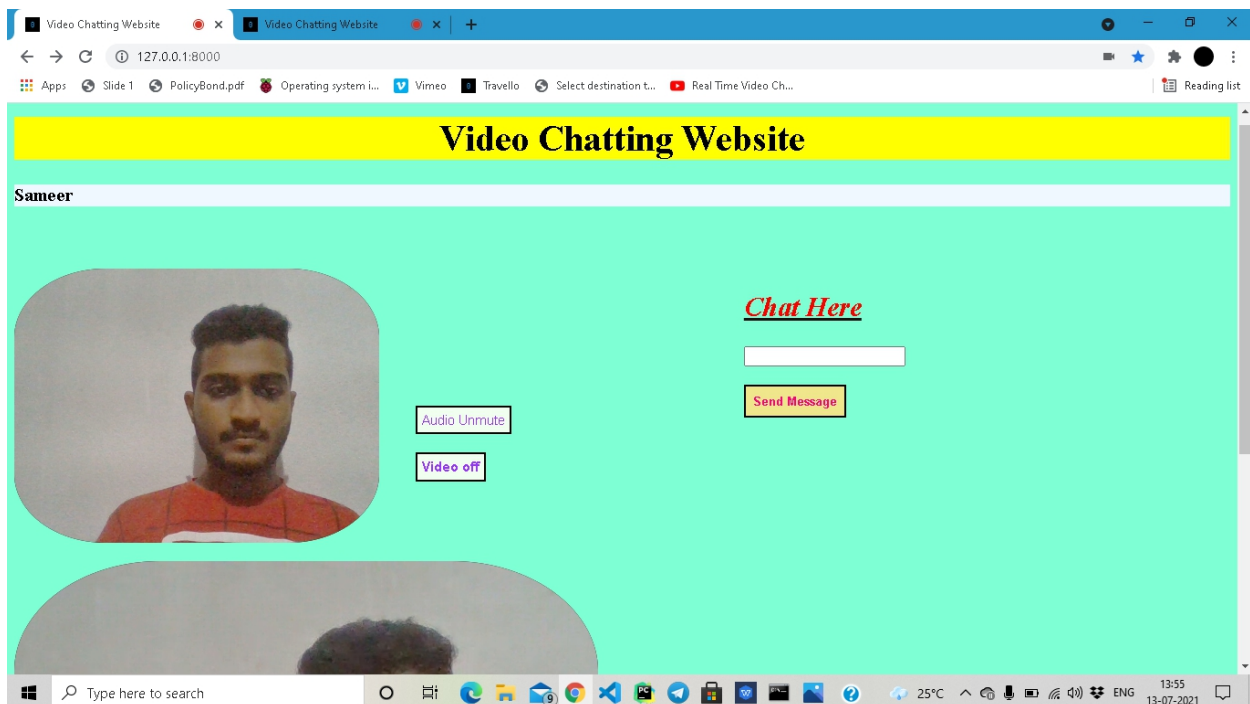 Video Chatting Website
Video Chatting Website
127.0.0.1:8000
Apps Slide 1 PolicyBond.pdf Operating system i... Vimeo Travello Select destination t... Real Time Video Ch... Reading list
Video Chatting Website
Sameer
Chat Here
Audio Unmute
Send Message
Video off
Type here to search
9
25°C ENG
13:55
13-07-2021